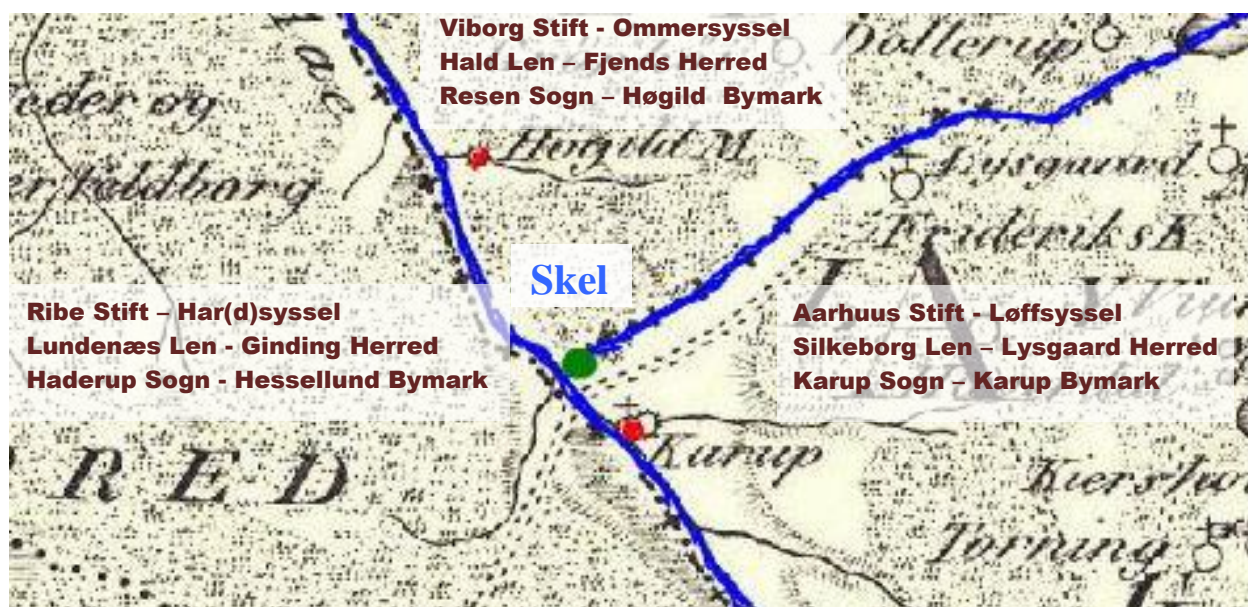 Viborg Stift - Ommersyssel
Hald Len – Fjends Herred
Resen Sogn – Høgild Bymark
Dollerup
Høgild M
Lysgaard
Frideriks K
Skel
Ribe Stift – Har(d)syssel
Lundenæs Len - Ginding Herred
Haderup Sogn - Hessellund Bymark
Aarhuus Stift - Løffsyssel
Silkeborg Len – Lysgaard Herred
Karup Sogn – Karup Bymark
RED
Karup
Kiersho
Tørning